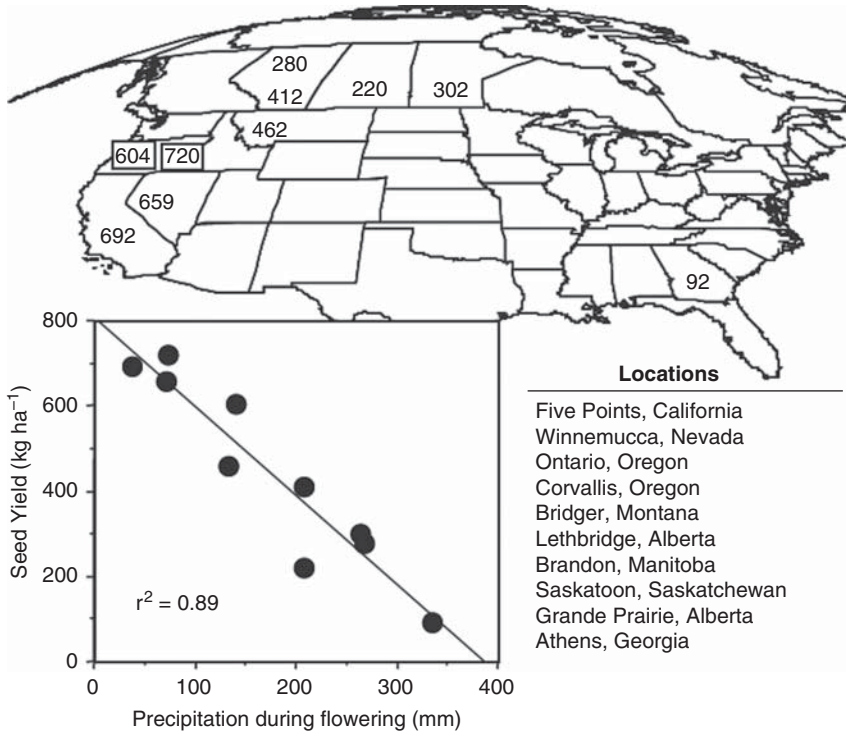 280
412
220
302
462
604
720
659
692
92
800
600
400
200
0
Seed Yield (kg ha⁻¹)
r² = 0.89
0
100
200
300
400
Precipitation during flowering (mm)
Locations
Five Points, California
Winnemucca, Nevada
Ontario, Oregon
Corvallis, Oregon
Bridger, Montana
Lethbridge, Alberta
Brandon, Manitoba
Saskatoon, Saskatchewan
Grande Prairie, Alberta
Athens, Georgia